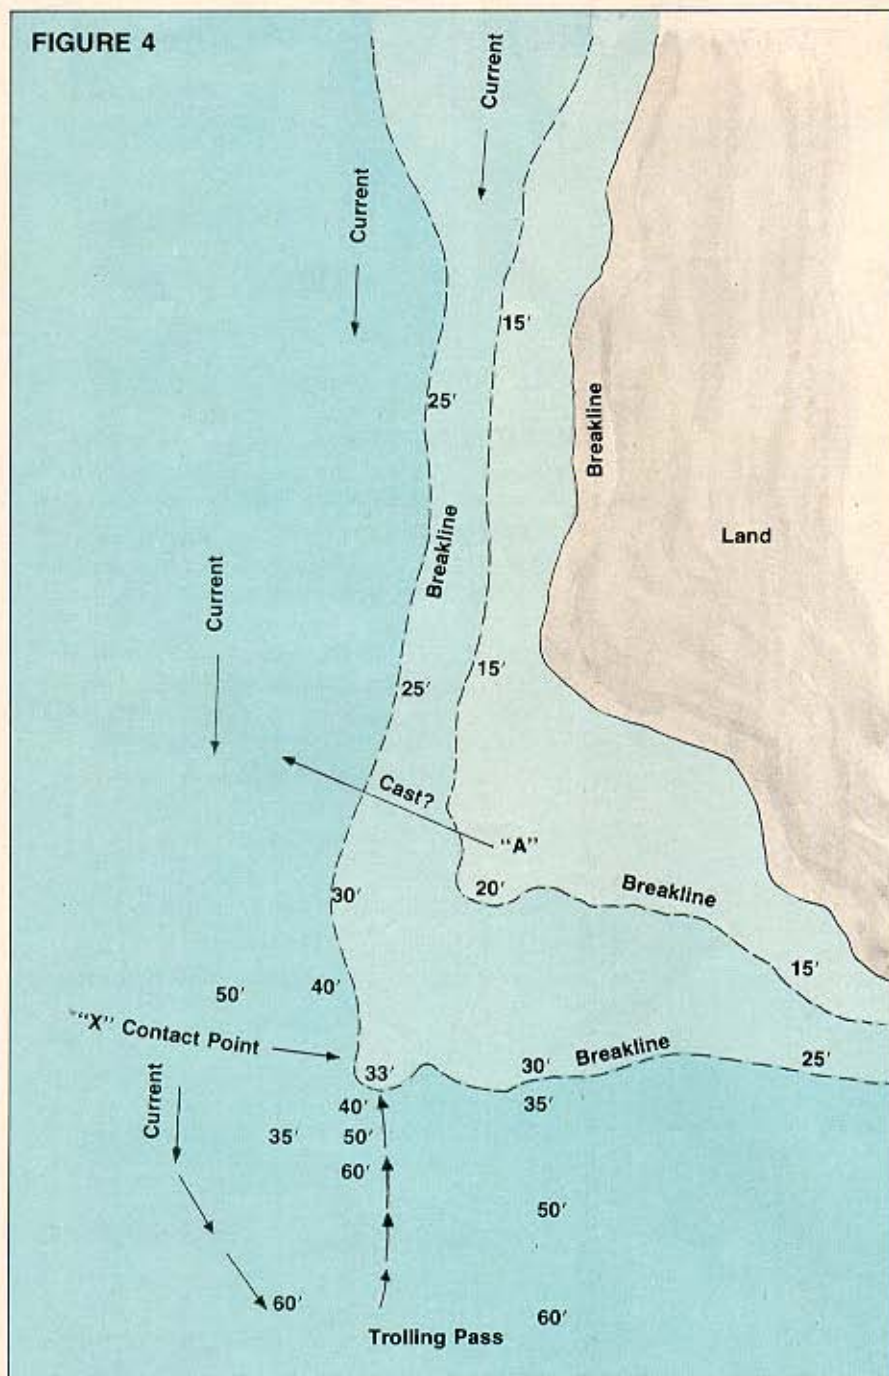 FIGURE 4
Current
Current
15'
25'
Breakline
Breakline
Land
Current
15'
25'
Cast?
"A"
20'
Breakline
30'
15'
50'
40'
"X" Contact Point
Breakline
33'
30'
25'
Current
40'
35'
35'
50'
60'
50'
60'
60'
Trolling Pass